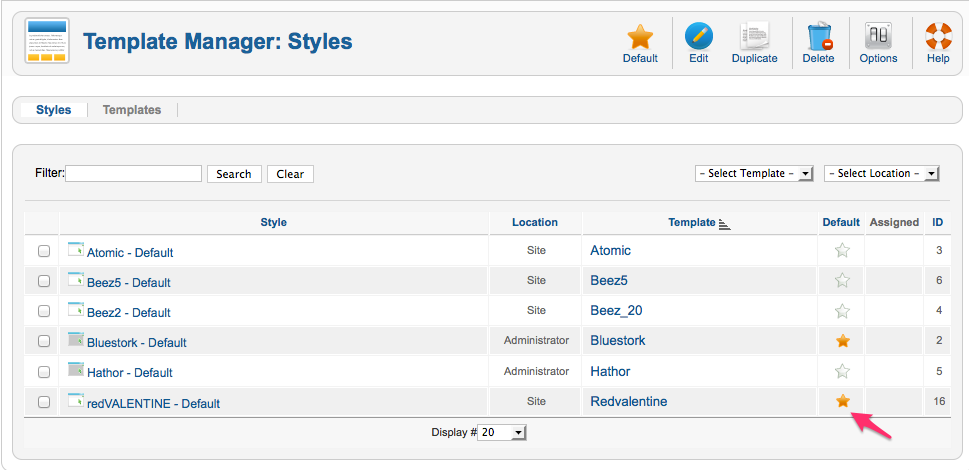 Template Manager: Styles
Default Edit Duplicate Delete Options Help
Styles Templates
Filter: Search Clear - Select Template - - Select Location -
Style Location Template Default Assigned ID
Atomic - Default Site Atomic 3
Beez5 - Default Site Beez5 6
Beez2 - Default Site Beez_20 4
Bluestork - Default Administrator Bluestork 2
Hathor - Default Administrator Hathor 5
redVALENTINE - Default Site Redvalentine 16
Display # 20